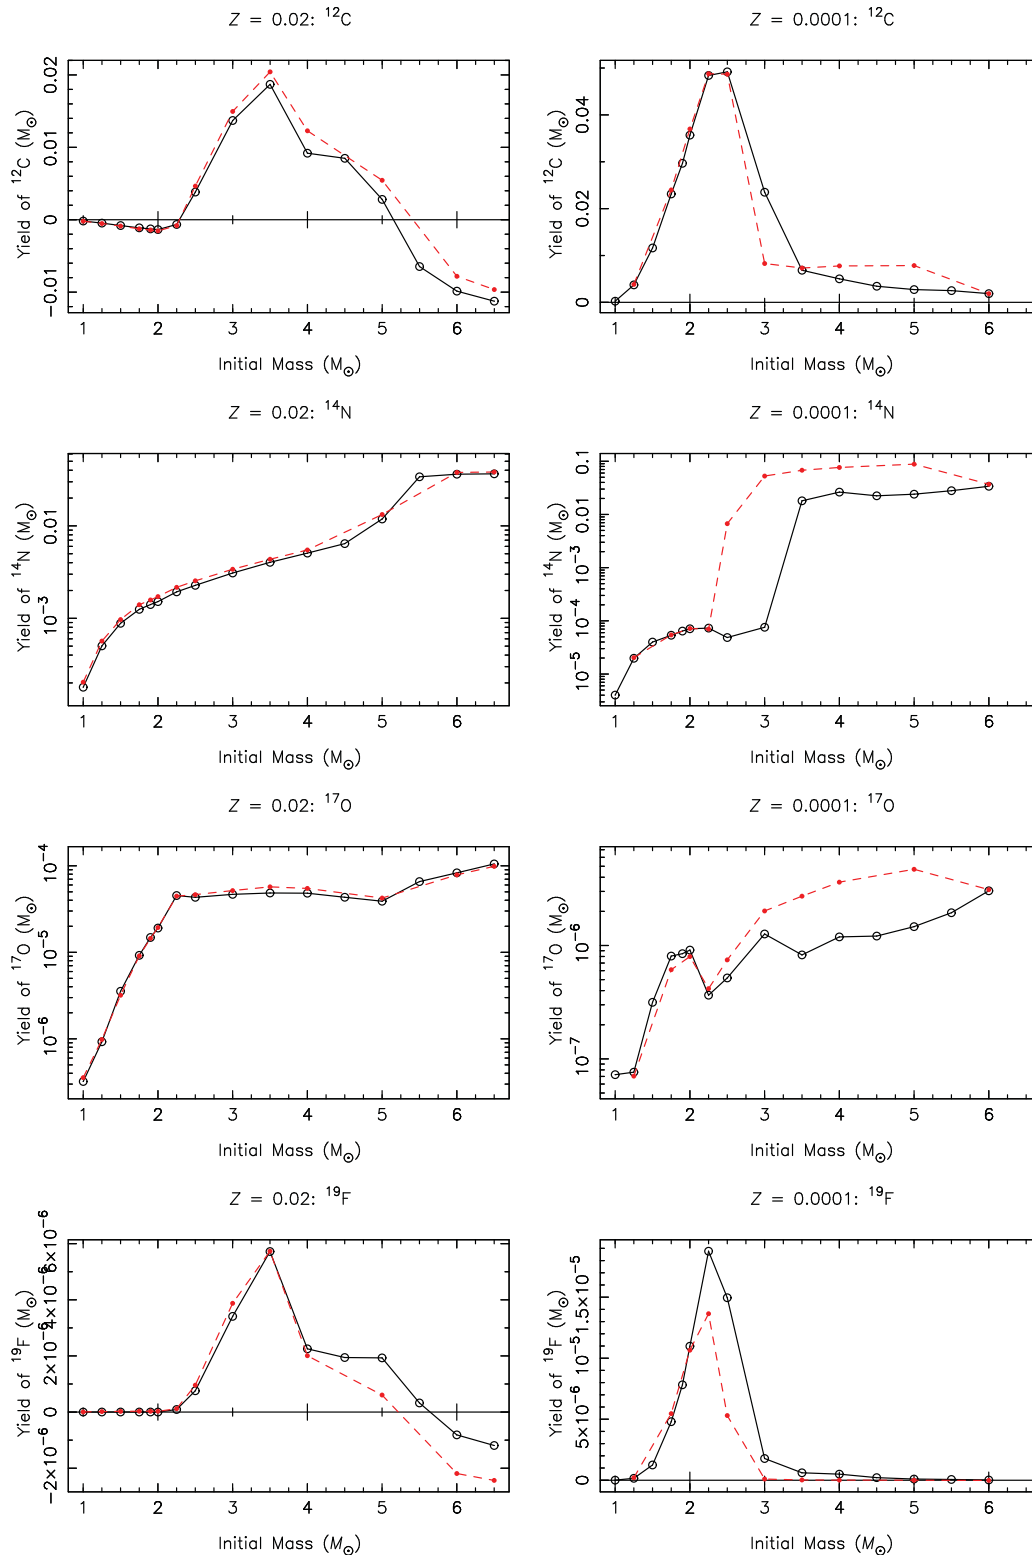 Z = 0.02: ¹²C
Yield of ¹²C (M⊙)
0.02
0.01
0
−0.01
1 2 3 4 5 6
Initial Mass (M⊙)
Z = 0.0001: ¹²C
Yield of ¹²C (M⊙)
0.04
0.02
0
1 2 3 4 5 6
Initial Mass (M⊙)
Z = 0.02: ¹⁴N
Yield of ¹⁴N (M⊙)
0.01
10⁻³
1 2 3 4 5 6
Initial Mass (M⊙)
Z = 0.0001: ¹⁴N
Yield of ¹⁴N (M⊙)
0.1
0.01
10⁻³
10⁻⁴
10⁻⁵
1 2 3 4 5 6
Initial Mass (M⊙)
Z = 0.02: ¹⁷O
Yield of ¹⁷O (M⊙)
10⁻⁴
10⁻⁵
10⁻⁶
1 2 3 4 5 6
Initial Mass (M⊙)
Z = 0.0001: ¹⁷O
Yield of ¹⁷O (M⊙)
10⁻⁶
10⁻⁷
1 2 3 4 5 6
Initial Mass (M⊙)
Z = 0.02: ¹⁹F
Yield of ¹⁹F (M⊙)
6×10⁻⁶
4×10⁻⁶
2×10⁻⁶
0
−2×10⁻⁶
1 2 3 4 5 6
Initial Mass (M⊙)
Z = 0.0001: ¹⁹F
Yield of ¹⁹F (M⊙)
1.5×10⁻⁵
10⁻⁵
5×10⁻⁶
0
1 2 3 4 5 6
Initial Mass (M⊙)